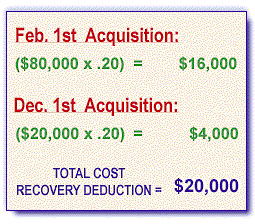 Feb. 1st Acquisition:
($80,000 x .20) = $16,000
Dec. 1st Acquisition:
($20,000 x .20) = $4,000
TOTAL COST
RECOVERY DEDUCTION = $20,000